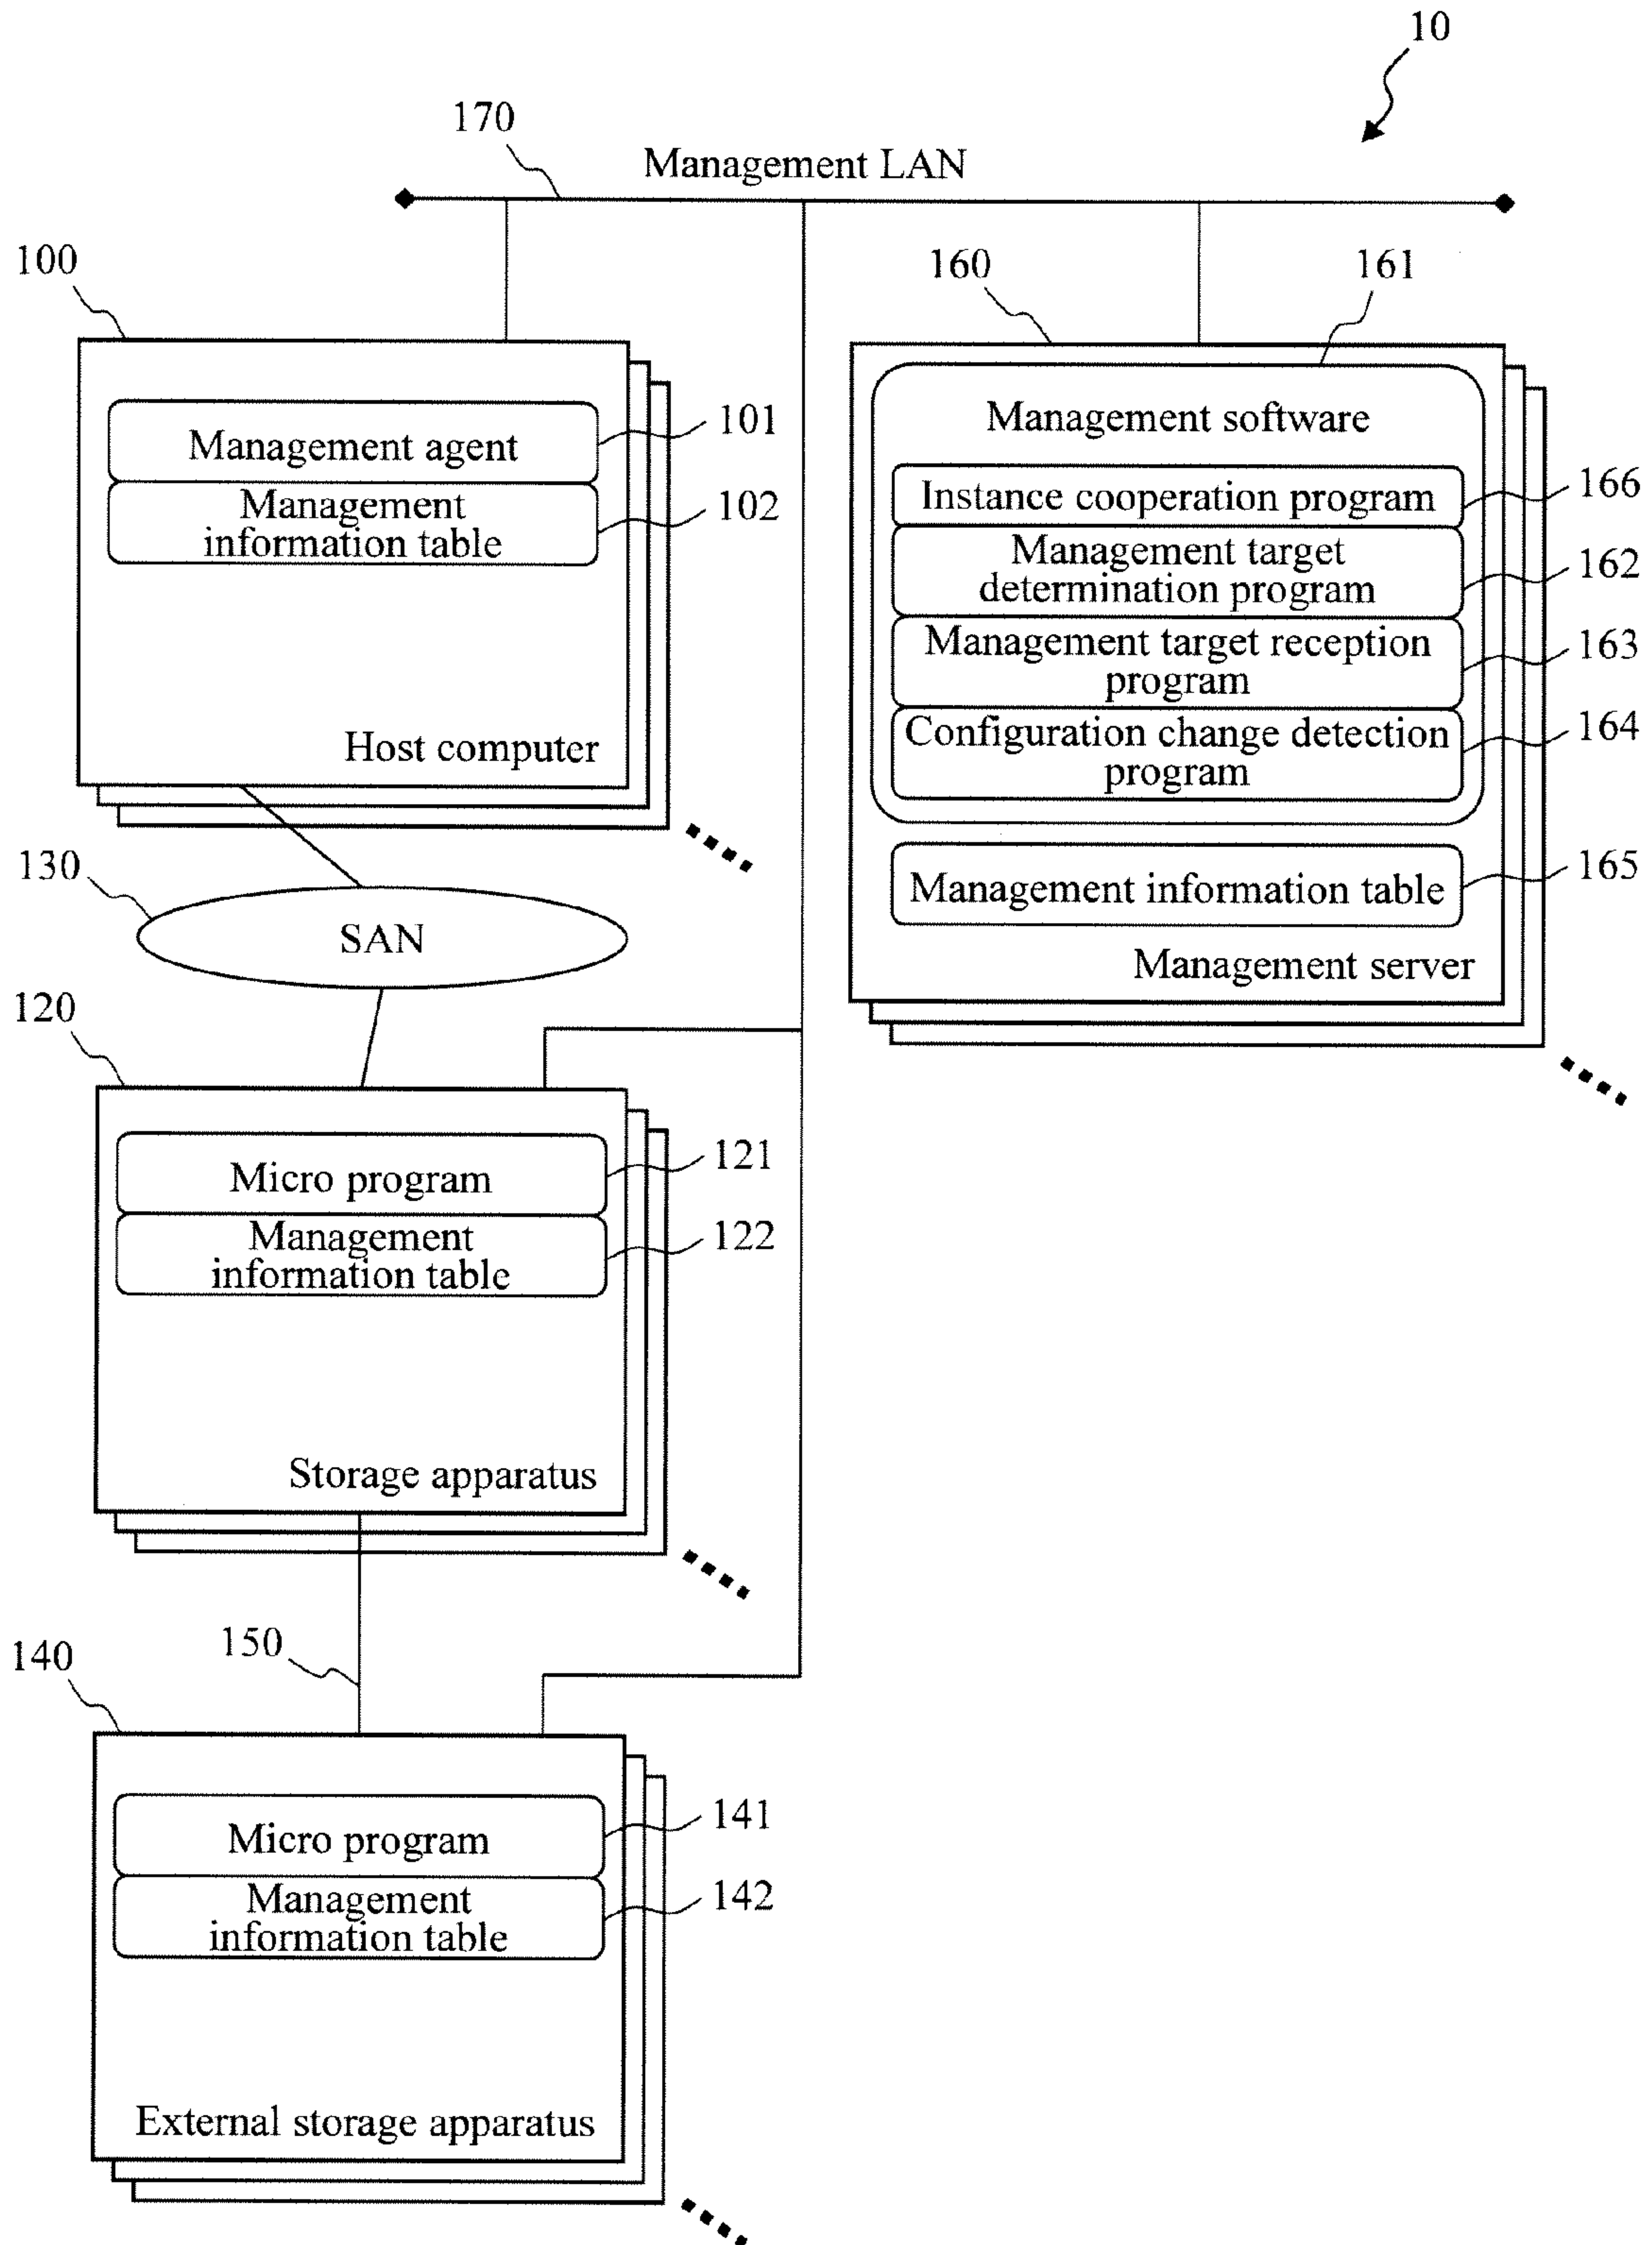 10
170
Management LAN
100
160
161
Management agent
101
Management
information table
102
Host computer
Management software
Instance cooperation program
166
Management target
determination program
162
Management target reception
program
163
Configuration change detection
program
164
Management information table
165
Management server
130
SAN
120
Micro program
121
Management
information table
122
Storage apparatus
150
140
Micro program
141
Management
information table
142
External storage apparatus